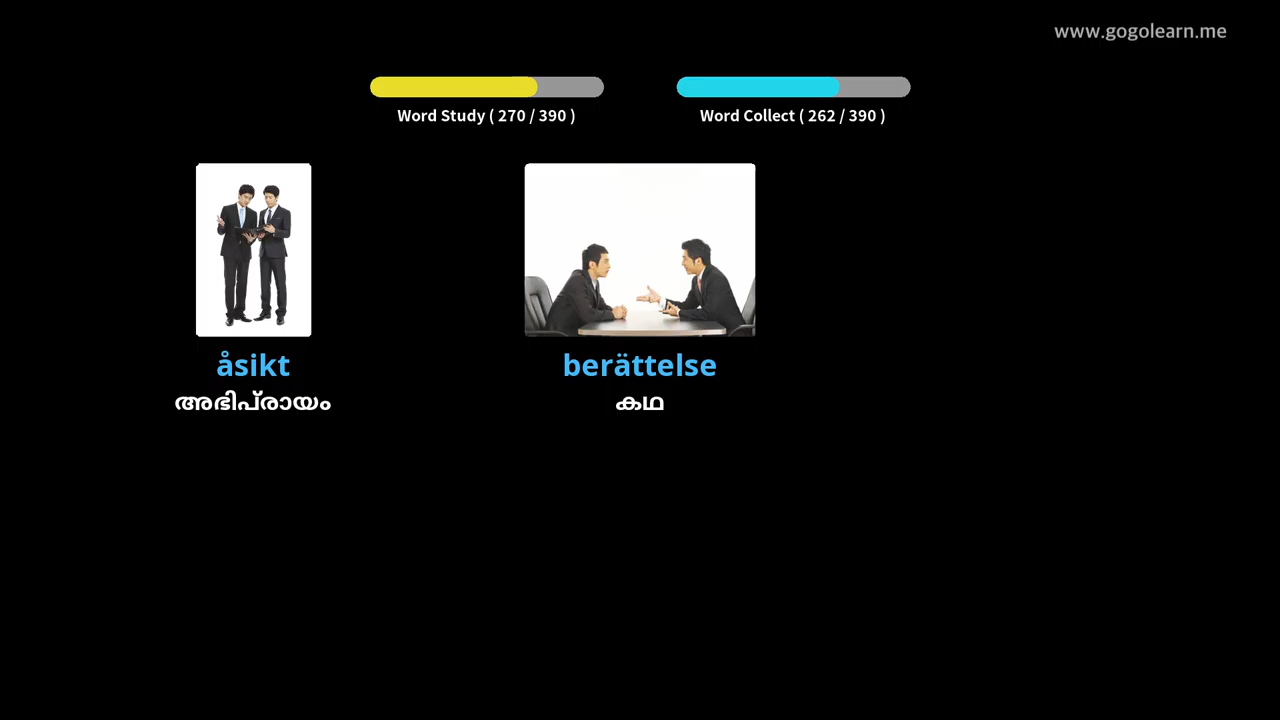 www.gogolearn.me
Word Study ( 270 / 390 )
Word Collect ( 262 / 390 )
åsikt
berättelse
അഭിപ്രായം
കഥ